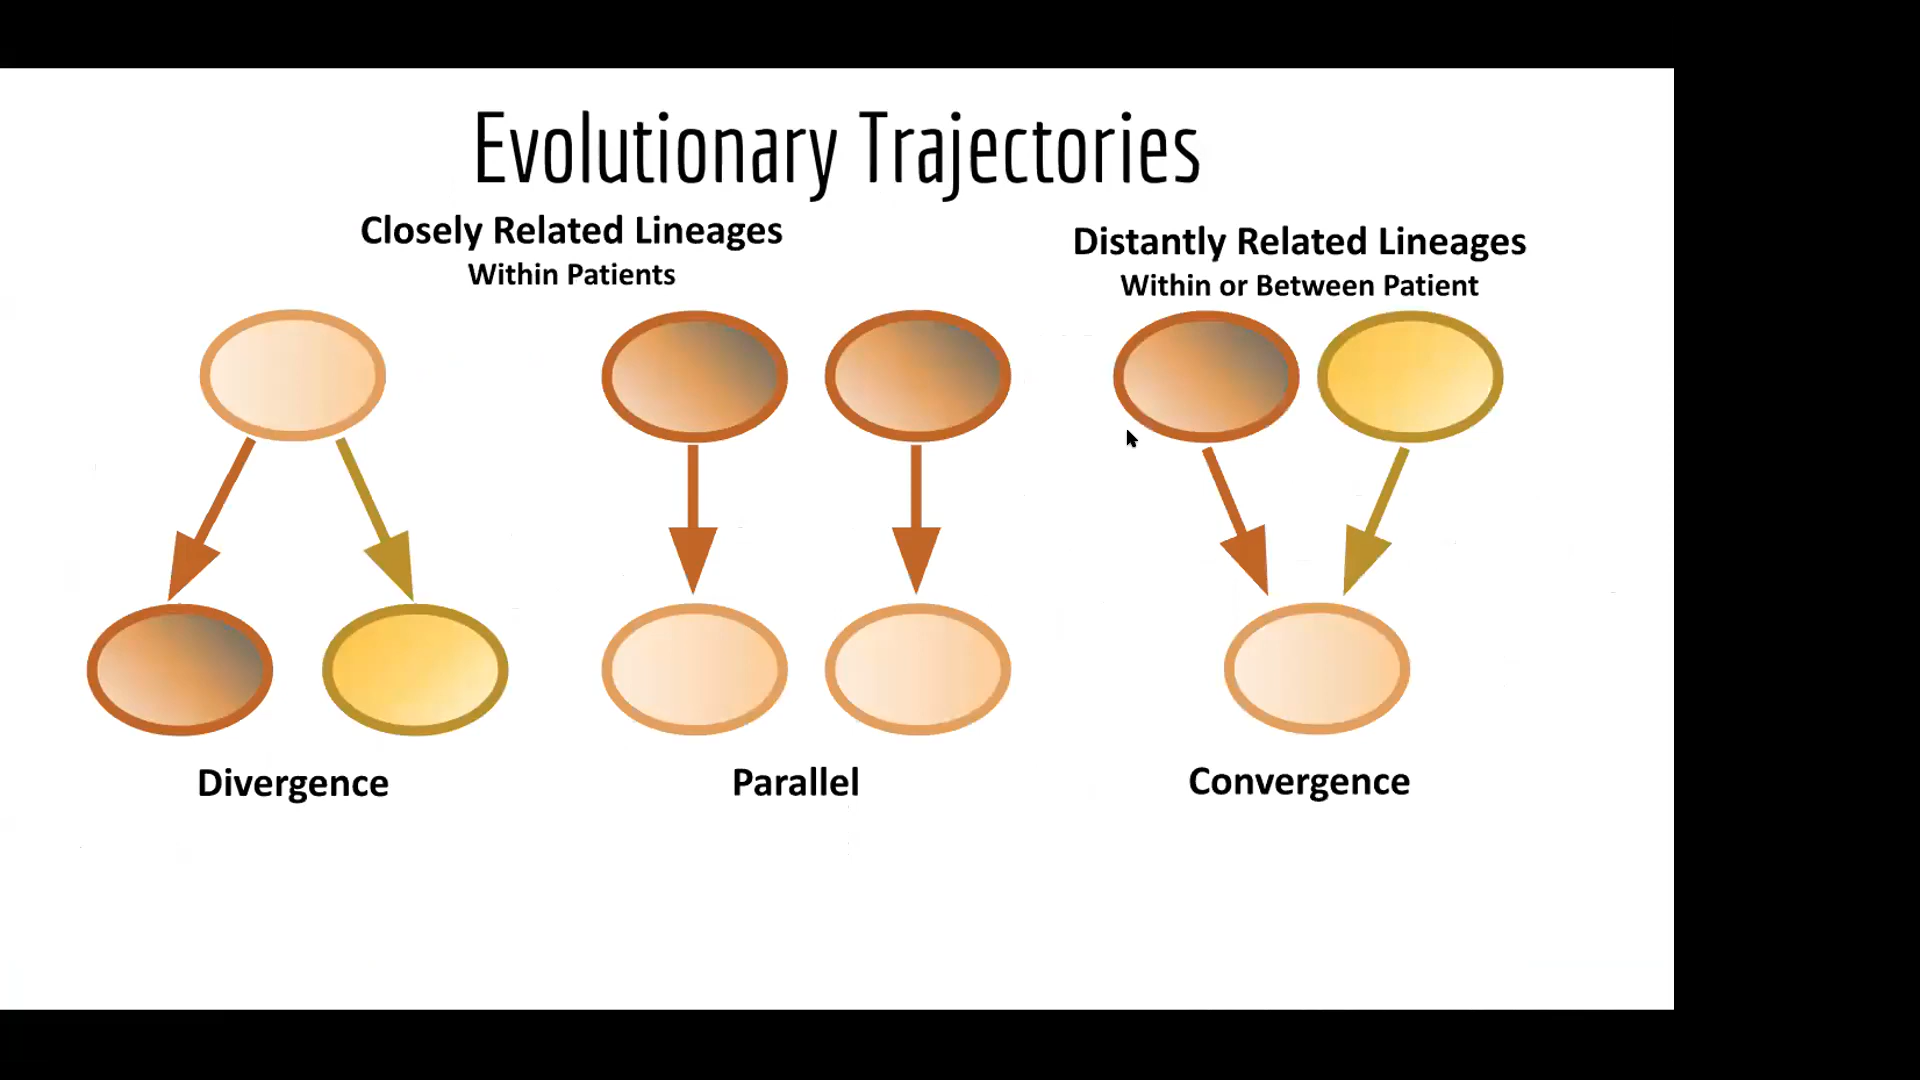 Evolutionary Trajectories
Closely Related Lineages
Within Patients
Distantly Related Lineages
Within or Between Patient
Divergence
Parallel
Convergence